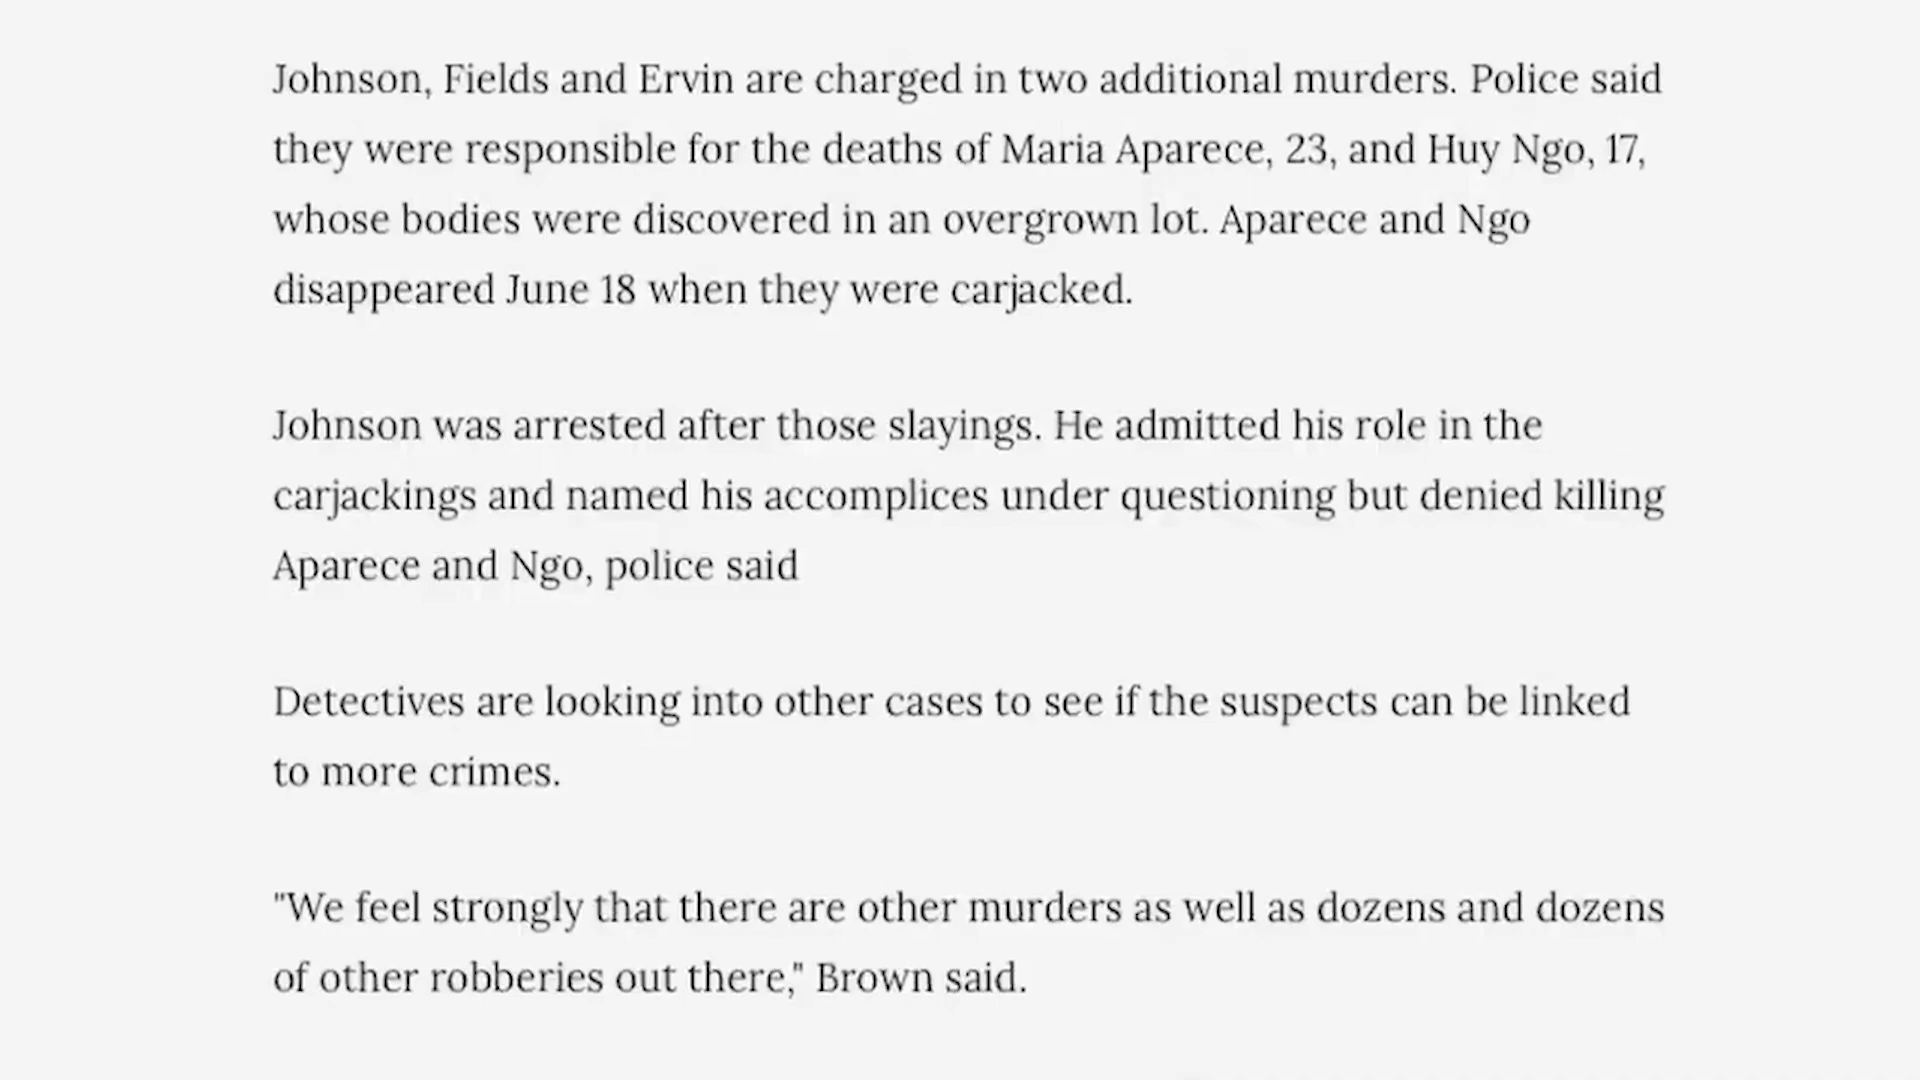 Johnson, Fields and Ervin are charged in two additional murders. Police said
they were responsible for the deaths of Maria Aparece, 23, and Huy Ngo, 17,
whose bodies were discovered in an overgrown lot. Aparece and Ngo
disappeared June 18 when they were carjacked.
Johnson was arrested after those slayings. He admitted his role in the
carjackings and named his accomplices under questioning but denied killing
Aparece and Ngo, police said
Detectives are looking into other cases to see if the suspects can be linked
to more crimes.
"We feel strongly that there are other murders as well as dozens and dozens
of other robberies out there," Brown said.